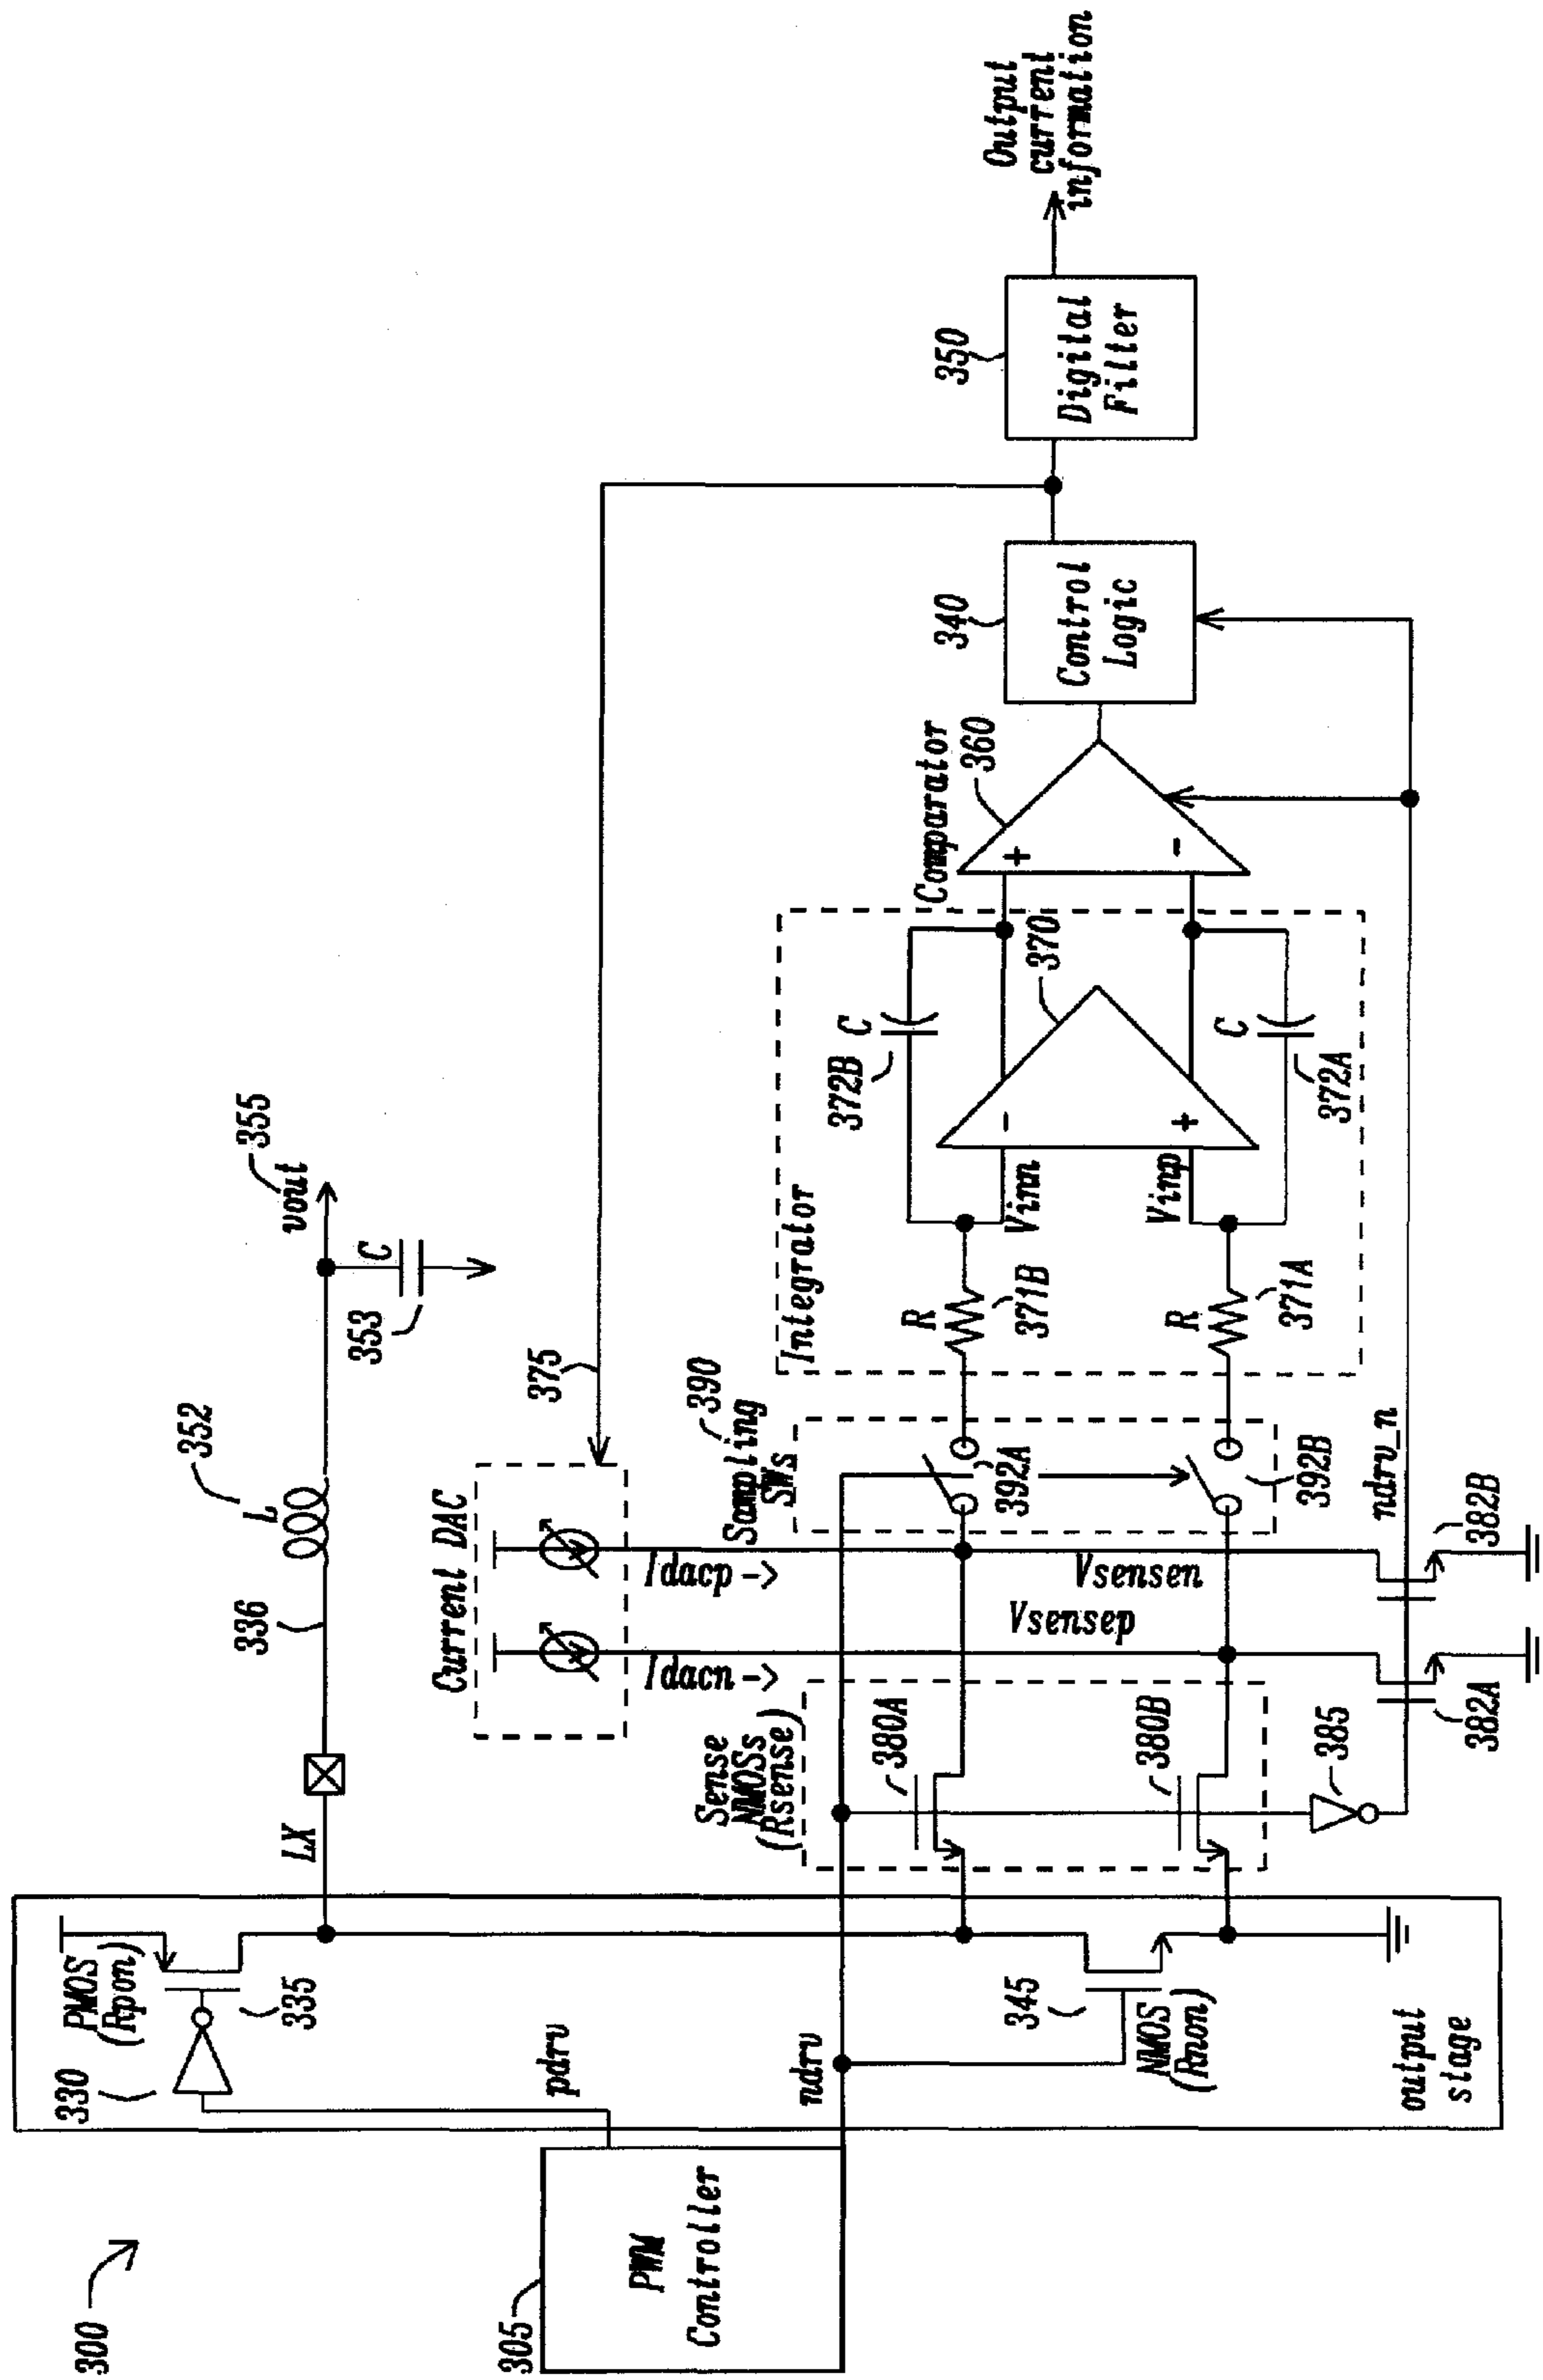 300
305
PWM
Controller
pdrv
ndrv
330
PMOS
(Rpon)
335
345
NMOS
(Rnon)
output
stage
LX
336
352
L
353
C
vout
355
Current DAC
Idacn ->
Idacp ->
375
Sense
NMOSs
(Rsense)
380A
380B
385
382A
382B
ndrv_n
Vsensep
Vsensen
390
Sampling
SWs
392A
392B
Integrator
R
371B
R
371A
Vinn
Vinp
372B
C
C
372A
-
+
370
Comparator
360
+
-
340
Control
Logic
350
Digital
Filter
Output
current
information